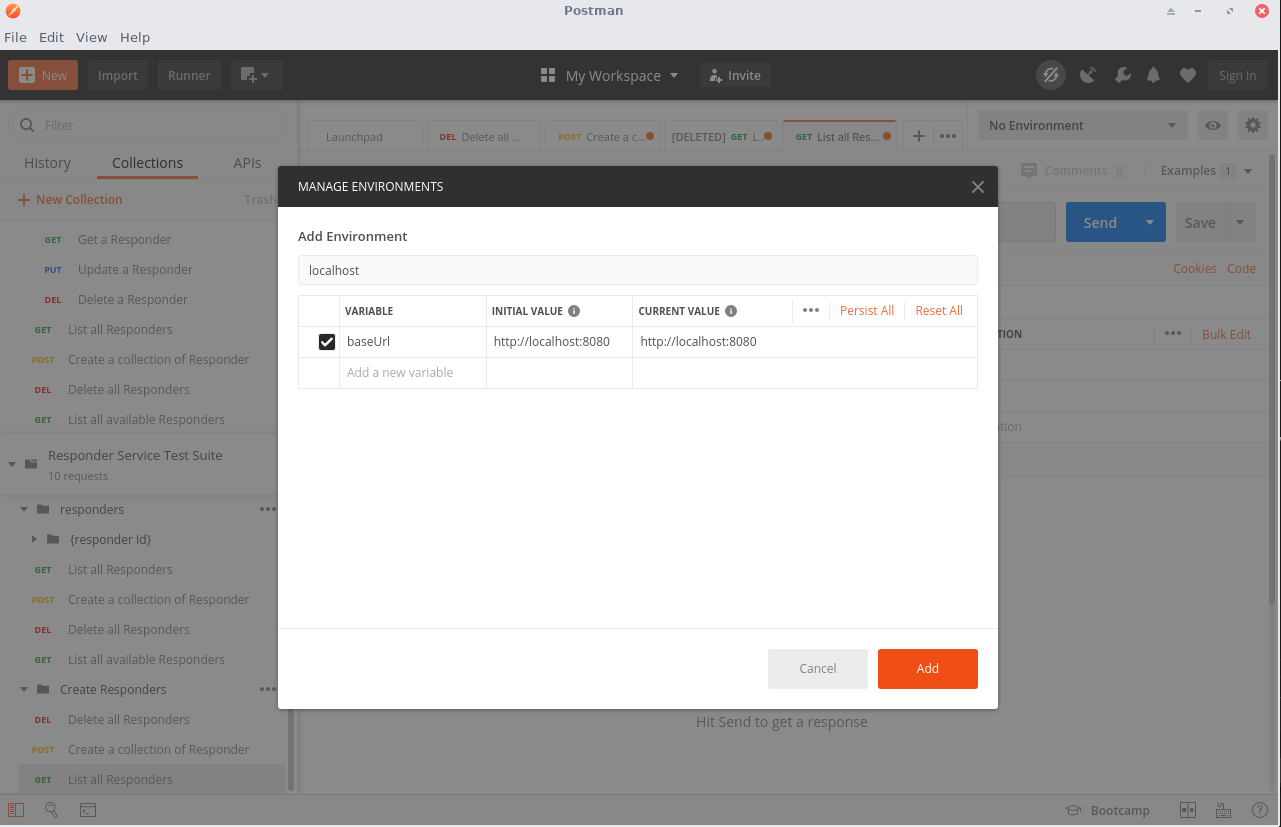 Postman
File Edit View Help
New Import Runner My Workspace Invite Sign In
Filter
Launchpad DEL Delete all ... POST Create a c... [DELETED] GET L... GET List all Res... No Environment
History Collections APIs
Comments 0 Examples 1
New Collection Trash
Send Save
Cookies Code
TION Bulk Edit
tion
GET Get a Responder
PUT Update a Responder
DEL Delete a Responder
GET List all Responders
POST Create a collection of Responder
DEL Delete all Responders
GET List all available Responders
Responder Service Test Suite
10 requests
responders
{responder Id}
GET List all Responders
POST Create a collection of Responder
DEL Delete all Responders
GET List all available Responders
Create Responders
DEL Delete all Responders
POST Create a collection of Responder
GET List all Responders
MANAGE ENVIRONMENTS
Add Environment
localhost
VARIABLE INITIAL VALUE CURRENT VALUE Persist All Reset All
baseUrl http://localhost:8080 http://localhost:8080
Add a new variable
Cancel Add
Hit Send to get a response
Bootcamp